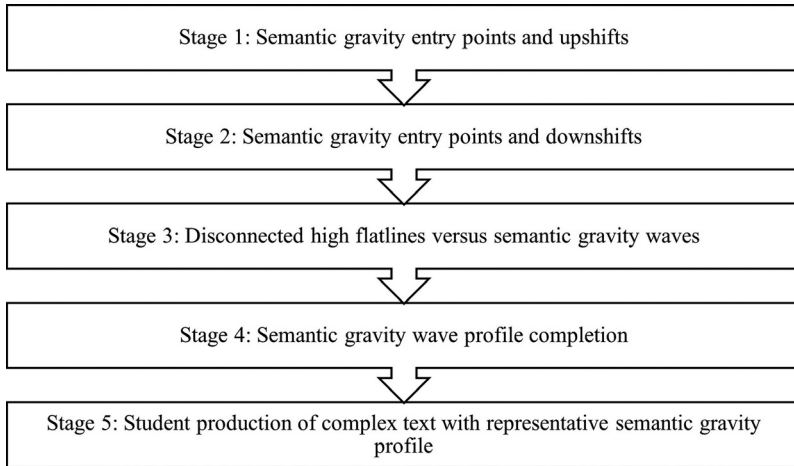 Stage 1: Semantic gravity entry points and upshifts
Stage 2: Semantic gravity entry points and downshifts
Stage 3: Disconnected high flatlines versus semantic gravity waves
Stage 4: Semantic gravity wave profile completion
Stage 5: Student production of complex text with representative semantic gravity
profile